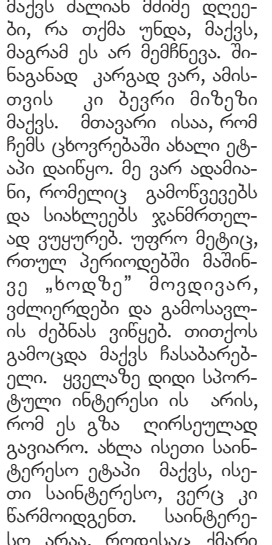 მაქვს ძალიან მძიმე დღეე-
ბი, რა თქმა უნდა, მაქვს,
მაგრამ ეს არ მემჩნევა. ში-
ნაგანად კარგად ვარ, ამის-
თვის კი ბევრი მიზეზი
მაქვს. მთავარი ისაა, რომ
ჩემს ცხოვრებაში ახალი ეტ-
აპი დაიწყო. მე ვარ ადამია-
ნი, რომელიც გამოწვევებს
და სიახლეებს ჯანმრთელ-
ად ვუყურებ. უფრო მეტიც,
რთულ პერიოდებში მაშინ-
ვე „ხოდზე” მოვდივარ,
ვძლიერდები და გამოსავლ-
ის ძებნას ვიწყებ. თითქოს
გამოცდა მაქვს ჩასაბარებ-
ელი. ყველაზე დიდი სპორ-
ტული ინტერესი ის არის,
რომ ეს გზა ღირსეულად
გავიარო. ახლა ისეთი საინ-
ტერესო ეტაპი მაქვს, ისე-
თი საინტერესო, ვერც კი
წარმოიდგენთ. საინტერე-
სო არაა, როდესაც ქმარი